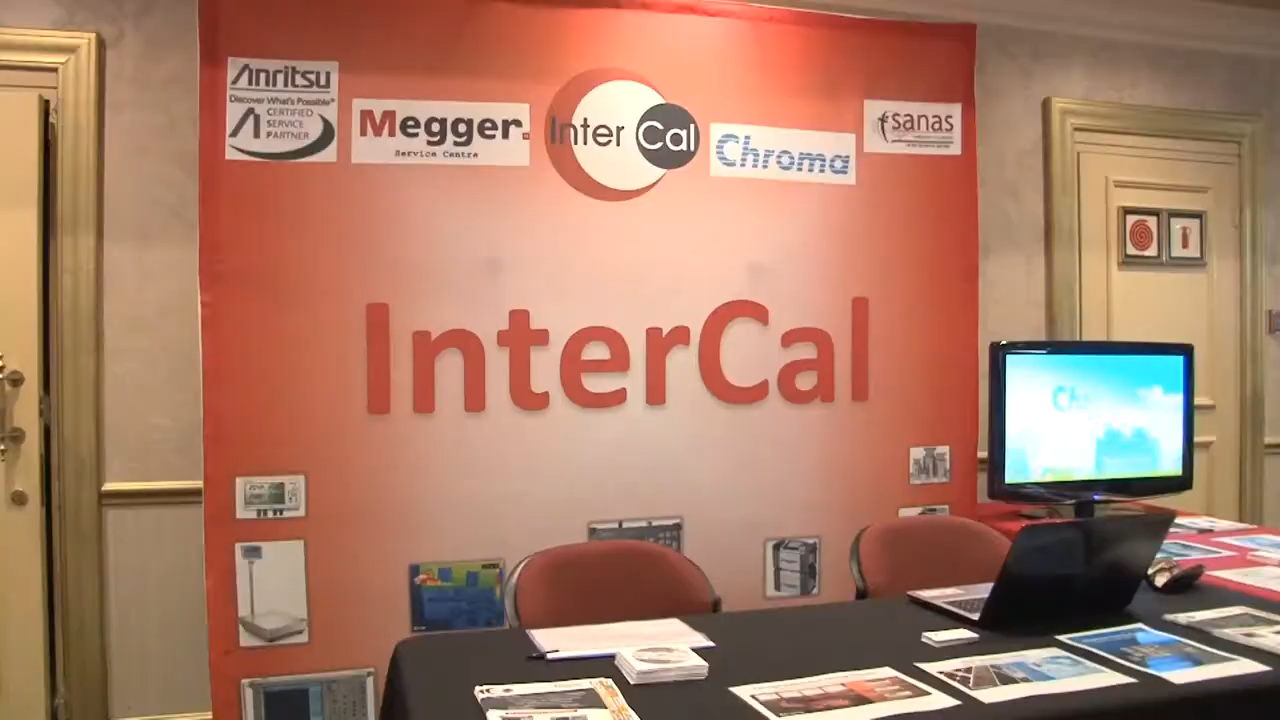 Anritsu
Discover What's Possible®
CERTIFIED
SERVICE
PARTNER
Megger.
Service Centre
Inter Cal
Chroma
sanas
InterCal